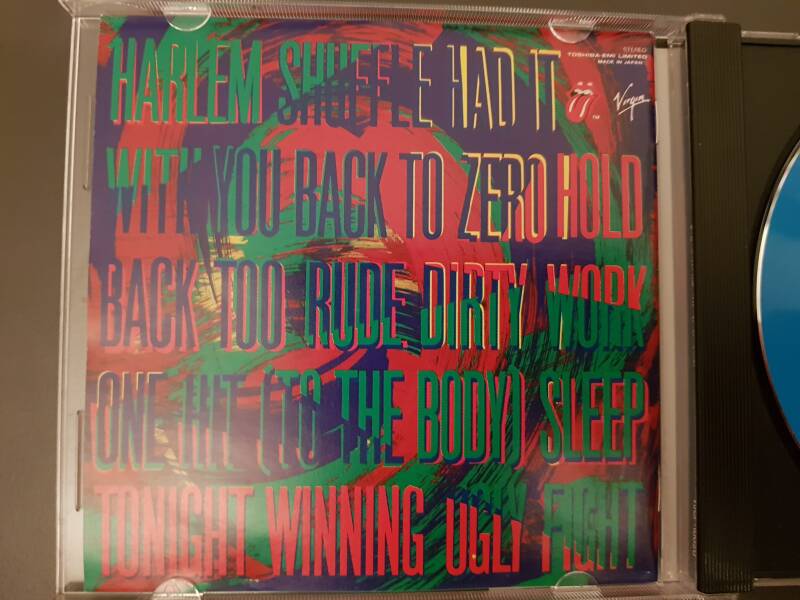 STEREO
TOSHIBA-EMI LIMITED
MADE IN JAPAN
HARLEM SHUFFLE HAD IT
TM
Virgin
WITH YOU BACK TO ZERO HOLD
BACK TOO RUDE DIRTY WORK
ONE HIT (TO THE BODY) SLEEP
TONIGHT WINNING UGLY FIGHT